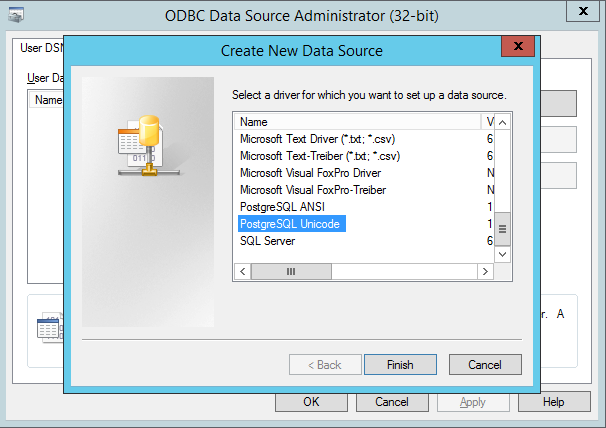 ODBC Data Source Administrator (32-bit)
x
Create New Data Source
x
User DSN
User Da
Name
Select a driver for which you want to set up a data source.
Name V
Microsoft Text Driver (*.txt; *.csv) 6
Microsoft Text-Treiber (*.txt; *.csv) 6
Microsoft Visual FoxPro Driver N
Microsoft Visual FoxPro-Treiber N
PostgreSQL ANSI 1
PostgreSQL Unicode 1
SQL Server 6
r. A
< Back Finish Cancel
OK Cancel Apply Help